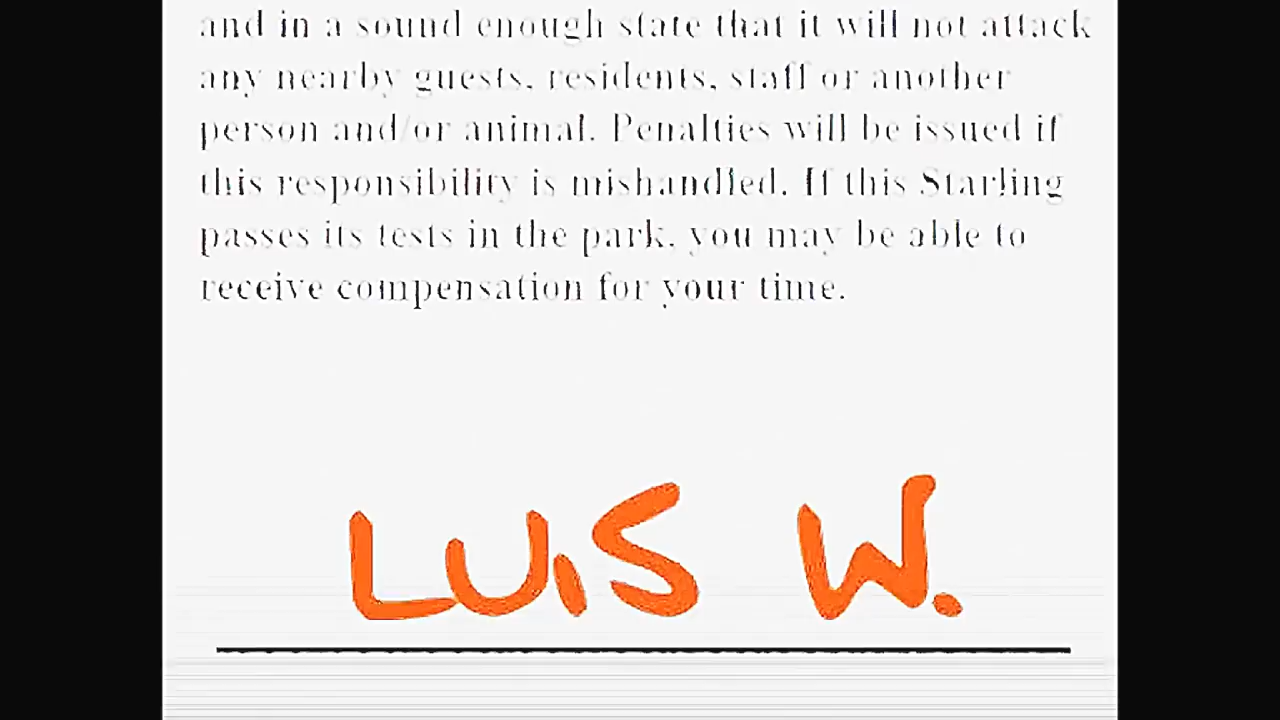 and in a sound enough state that it will not attack
any nearby guests, residents, staff or another
person and/or animal. Penalties will be issued if
this responsibility is mishandled. If this Starling
passes its tests in the park, you may be able to
receive compensation for your time.
LUIS W.